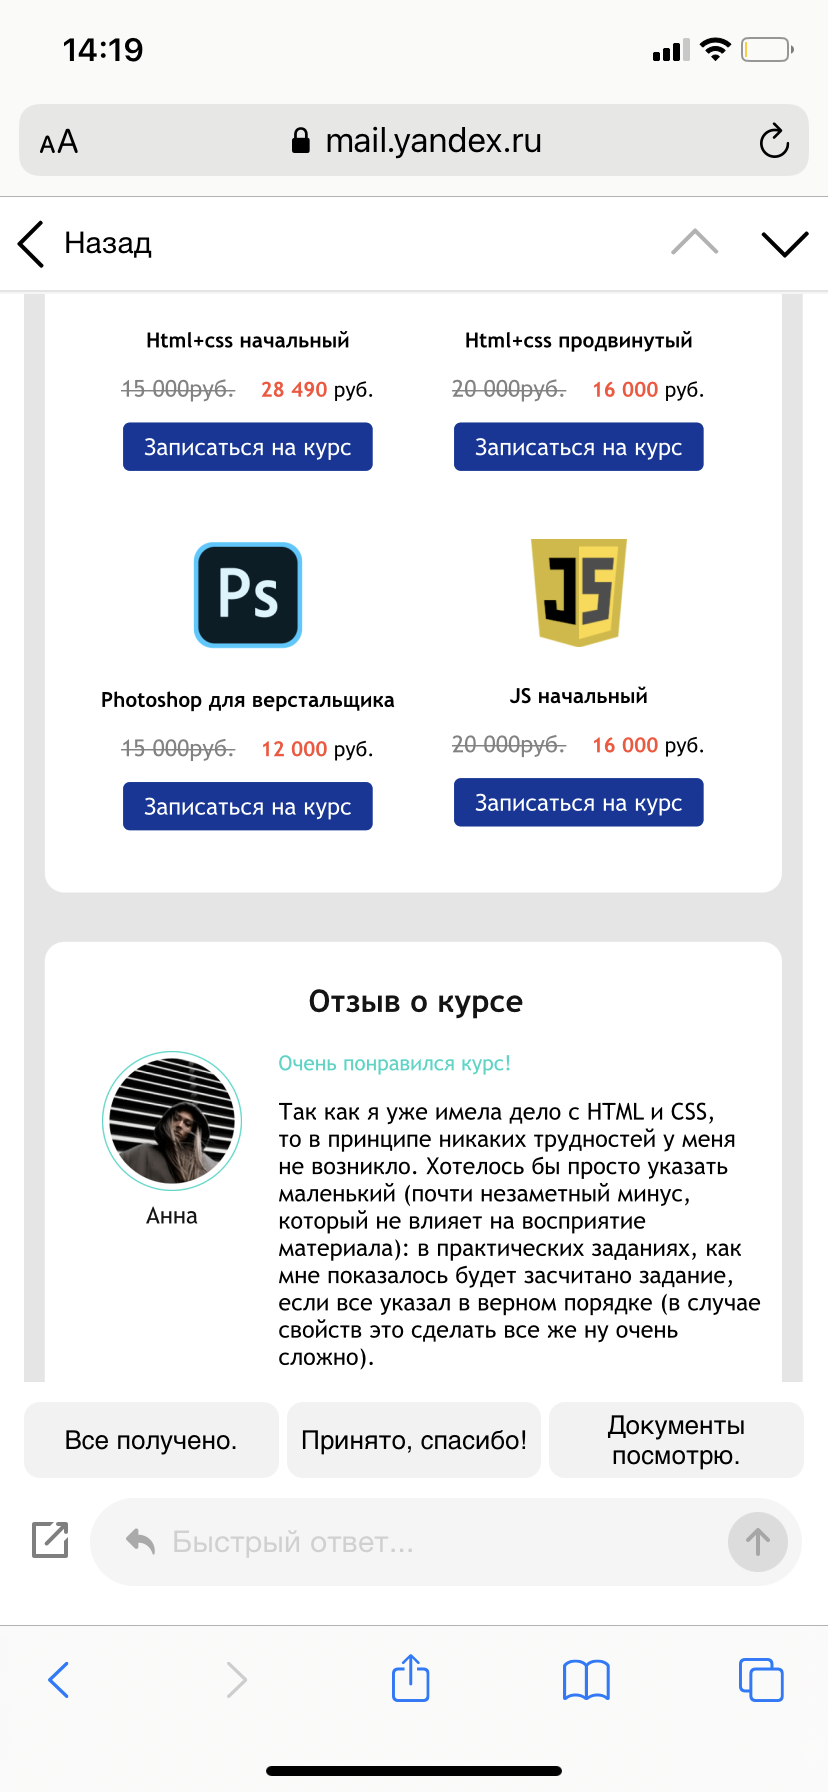 14:19
AA
mail.yandex.ru
Назад
Html+css начальный
Html+css продвинутый
15 000руб. 28 490 руб.
20 000руб. 16 000 руб.
Записаться на курс
Записаться на курс
Ps
JS
Photoshop для верстальщика
JS начальный
15 000руб. 12 000 руб.
20 000руб. 16 000 руб.
Записаться на курс
Записаться на курс
Отзыв о курсе
Анна
Очень понравился курс!
Так как я уже имела дело с HTML и CSS,
то в принципе никаких трудностей у меня
не возникло. Хотелось бы просто указать
маленький (почти незаметный минус,
который не влияет на восприятие
материала): в практических заданиях, как
мне показалось будет засчитано задание,
если все указал в верном порядке (в случае
свойств это сделать все же ну очень
сложно).
Все получено.
Принято, спасибо!
Документы
посмотрю.
Быстрый ответ...